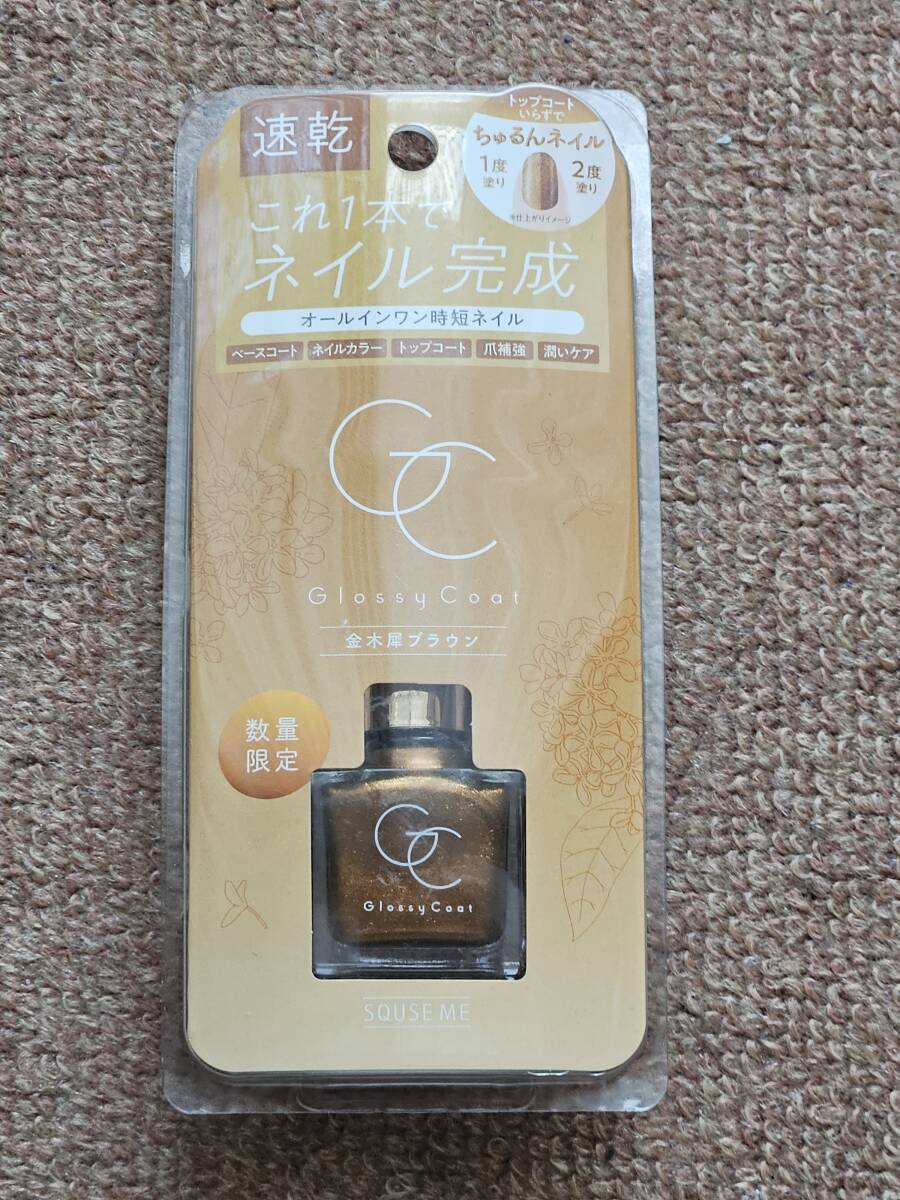 速乾
トップコート
いらずで
ちゅるんネイル
1度
塗り
2度
塗り
※仕上がりイメージ
これ1本で
ネイル完成
オールインワン時短ネイル
ベースコート ネイルカラー トップコート 爪補強 潤いケア
GC
Glossy Coat
金木犀ブラウン
数量
限定
GC
Glossy Coat
SQUSE ME